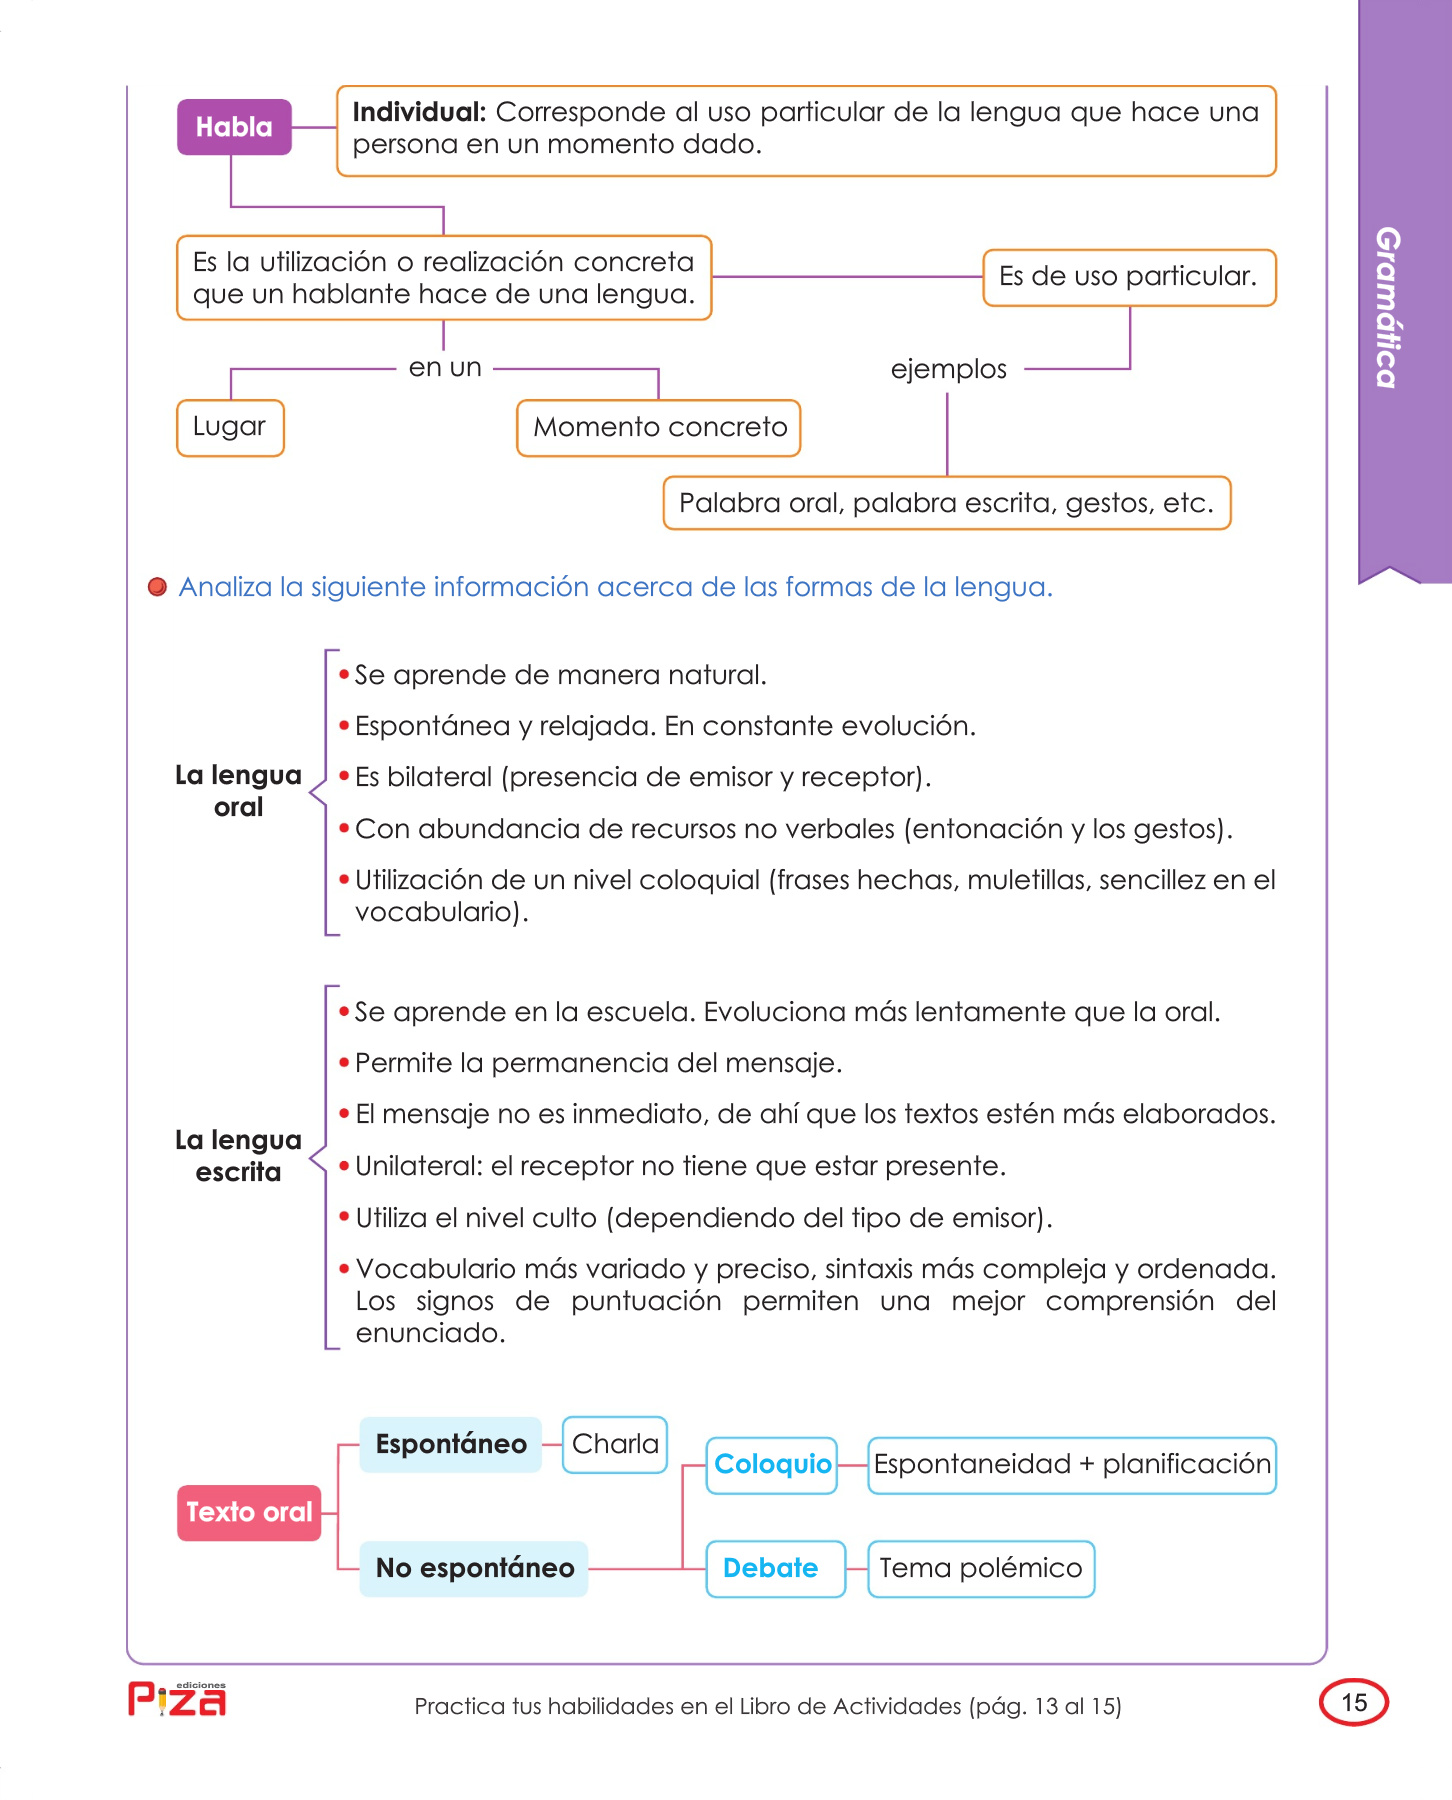 Habla
Individual: Corresponde al uso particular de la lengua que hace una
persona en un momento dado.
Es la utilización o realización concreta
que un hablante hace de una lengua.
Es de uso particular.
en un
ejemplos
Lugar
Momento concreto
Palabra oral, palabra escrita, gestos, etc.
Gramática
Analiza la siguiente información acerca de las formas de la lengua.
La lengua
oral
• Se aprende de manera natural.
• Espontánea y relajada. En constante evolución.
• Es bilateral (presencia de emisor y receptor).
• Con abundancia de recursos no verbales (entonación y los gestos).
• Utilización de un nivel coloquial (frases hechas, muletillas, sencillez en el
vocabulario).
La lengua
escrita
• Se aprende en la escuela. Evoluciona más lentamente que la oral.
• Permite la permanencia del mensaje.
• El mensaje no es inmediato, de ahí que los textos estén más elaborados.
• Unilateral: el receptor no tiene que estar presente.
• Utiliza el nivel culto (dependiendo del tipo de emisor).
• Vocabulario más variado y preciso, sintaxis más compleja y ordenada.
Los signos de puntuación permiten una mejor comprensión del
enunciado.
Texto oral
Espontáneo
Charla
No espontáneo
Coloquio
Espontaneidad + planificación
Debate
Tema polémico
ediciones
Piza
Practica tus habilidades en el Libro de Actividades (pág. 13 al 15)
15